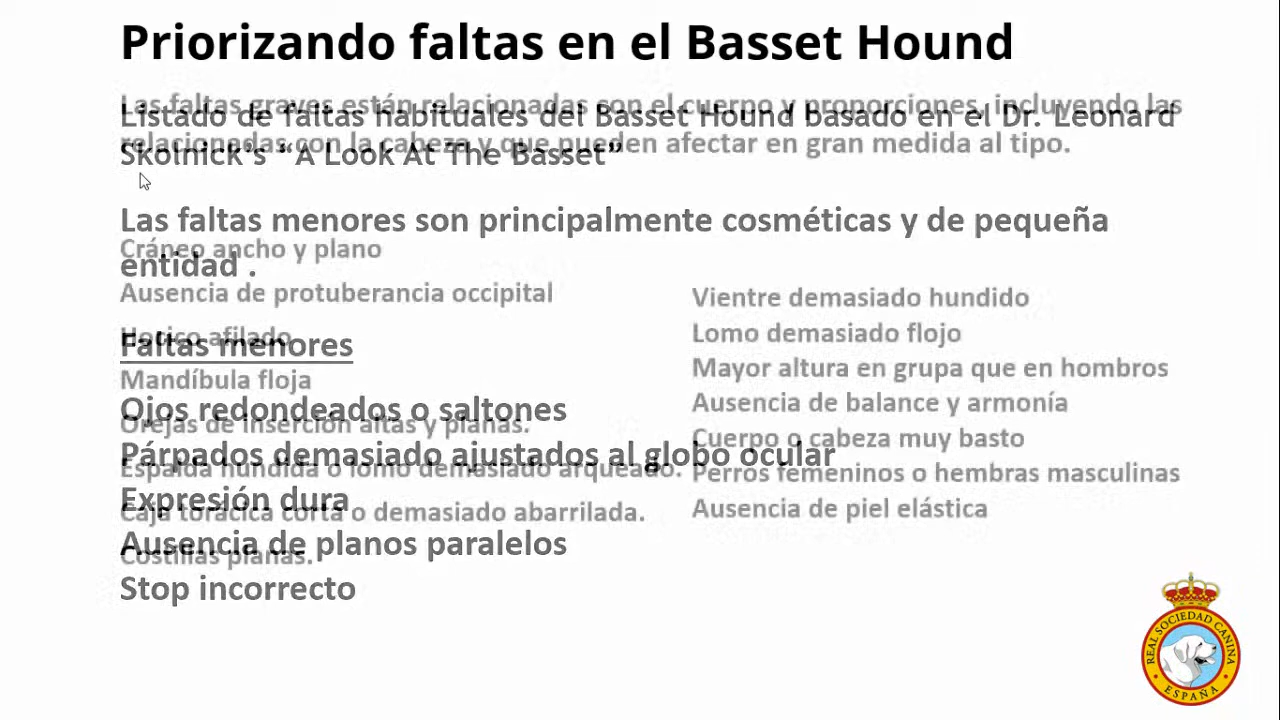 Priorizando faltas en el Basset Hound
Las faltas graves están relacionadas con el cuerpo y proporciones, incluyendo las
relacionadas con la cabeza y que pueden afectar en gran medida al tipo.
Listado de faltas habituales del Basset Hound basado en el Dr. Leonard
Skolnick's “A Look At The Basset”
Las faltas menores son principalmente cosméticas y de pequeña
entidad .
Faltas menores
Ojos redondeados o saltones
Párpados demasiado ajustados al globo ocular
Expresión dura
Ausencia de planos paralelos
Stop incorrecto
Cráneo ancho y plano
Ausencia de protuberancia occipital
Hocico afilado
Mandíbula floja
Orejas de inserción altas y planas.
Espalda hundida o lomo demasiado arqueado.
Caja torácica corta o demasiado abarrilada.
Costillas planas.
Vientre demasiado hundido
Lomo demasiado flojo
Mayor altura en grupa que en hombros
Ausencia de balance y armonía
Cuerpo o cabeza muy basto
Perros femeninos o hembras masculinas
Ausencia de piel elástica
REAL SOCIEDAD CANINA
ESPAÑA